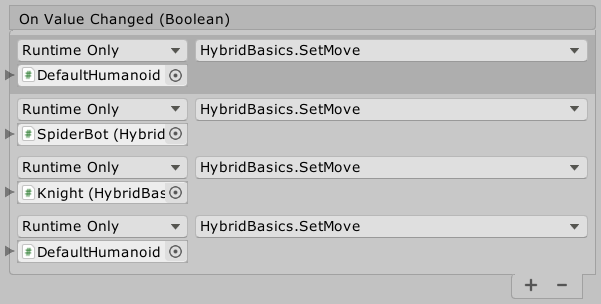 On Value Changed (Boolean)
Runtime Only HybridBasics.SetMove
# DefaultHumanoid
Runtime Only HybridBasics.SetMove
# SpiderBot (Hybrid
Runtime Only HybridBasics.SetMove
# Knight (HybridBas
Runtime Only HybridBasics.SetMove
# DefaultHumanoid
+ −